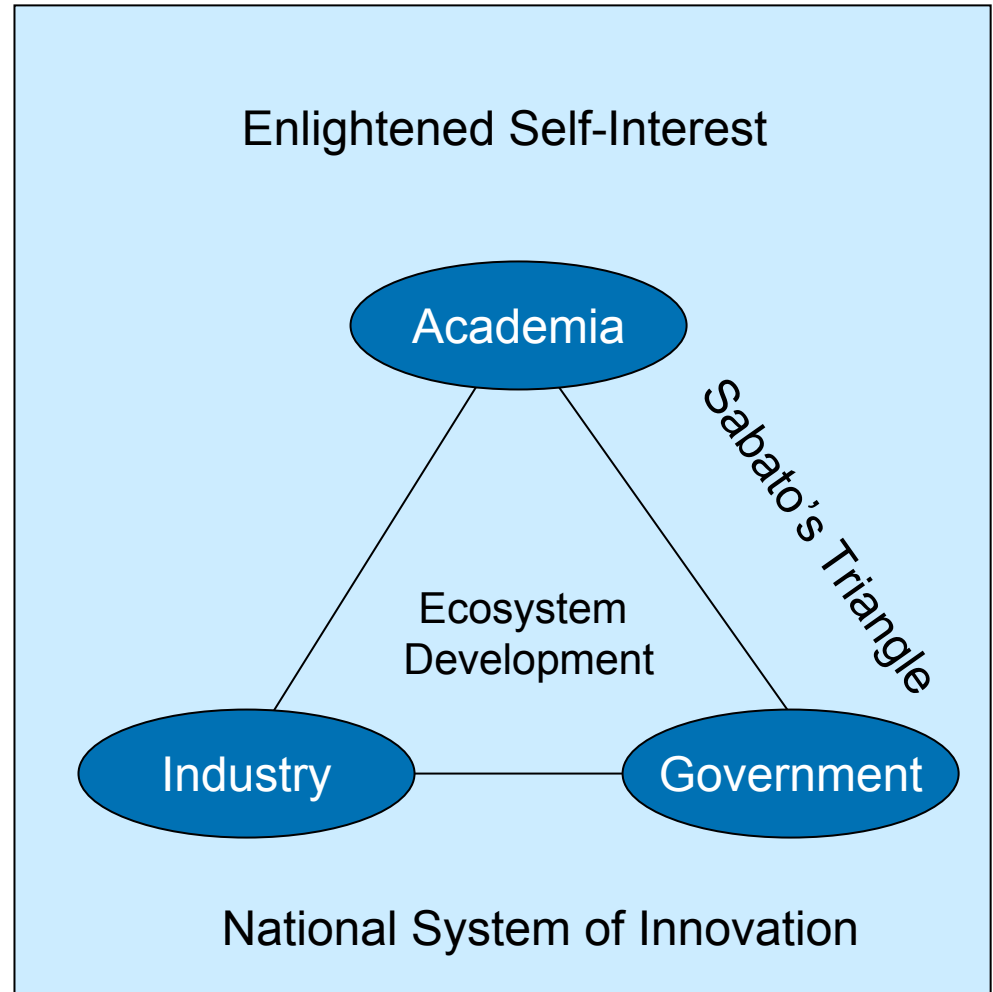 Enlightened Self-Interest
Academia
Sabato’s Triangle
Ecosystem
Development
Industry
Government
National System of Innovation